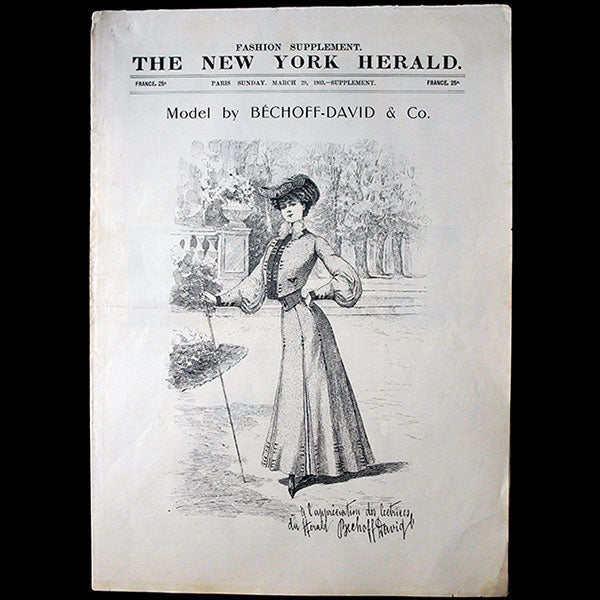 FASHION SUPPLEMENT.
THE NEW YORK HERALD.
FRANCE, 25c PARIS SUNDAY. MARCH 29, 1903.—SUPPLEMENT. FRANCE, 25c
Model by BÉCHOFF-DAVID & Co.
à l'appréciation des lectrices
du Herald Bechoff David